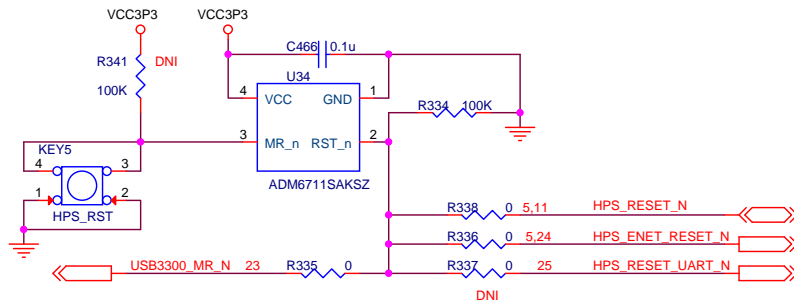 VCC3P3 VCC3P3
C466 0.1u
R341 DNI
U34
100K
4 VCC GND 1
R334 100K
3 MR_n RST_n 2
KEY5
4 3
ADM6711SAKSZ
1 2
HPS_RST
R338 0 5,11 HPS_RESET_N
R336 0 5,24 HPS_ENET_RESET_N
USB3300_MR_N 23 R335 0 R337 0 25 HPS_RESET_UART_N
DNI